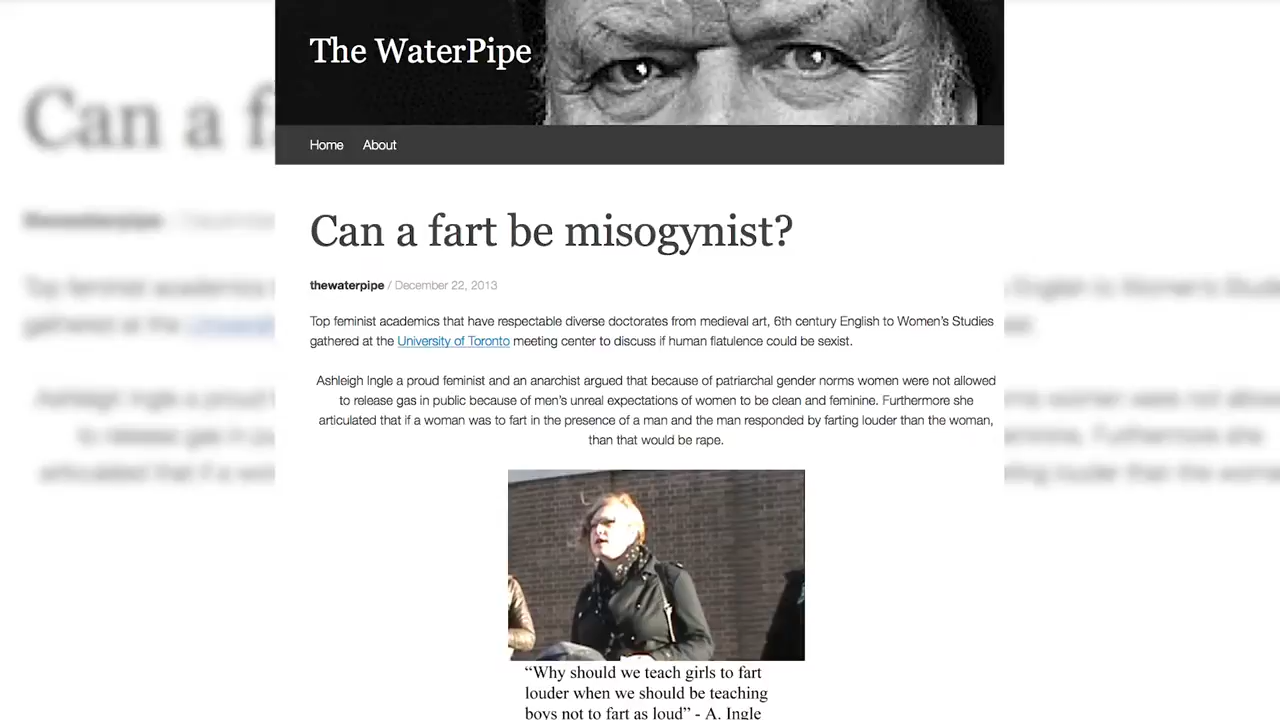 The WaterPipe
Home About
Can a fart be misogynist?
thewaterpipe / December 22, 2013
Top feminist academics that have respectable diverse doctorates from medieval art, 6th century English to Women's Studies
gathered at the University of Toronto meeting center to discuss if human flatulence could be sexist.
Ashleigh Ingle a proud feminist and an anarchist argued that because of patriarchal gender norms women were not allowed
to release gas in public because of men's unreal expectations of women to be clean and feminine. Furthermore she
articulated that if a woman was to fart in the presence of a man and the man responded by farting louder than the woman,
than that would be rape.
“Why should we teach girls to fart
louder when we should be teaching
boys not to fart as loud” - A. Ingle